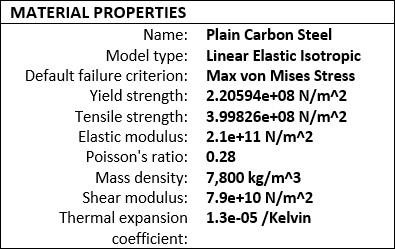 MATERIAL PROPERTIES
Name: Plain Carbon Steel
Model type: Linear Elastic Isotropic
Default failure criterion: Max von Mises Stress
Yield strength: 2.20594e+08 N/m^2
Tensile strength: 3.99826e+08 N/m^2
Elastic modulus: 2.1e+11 N/m^2
Poisson's ratio: 0.28
Mass density: 7,800 kg/m^3
Shear modulus: 7.9e+10 N/m^2
Thermal expansion 1.3e-05 /Kelvin
coefficient: